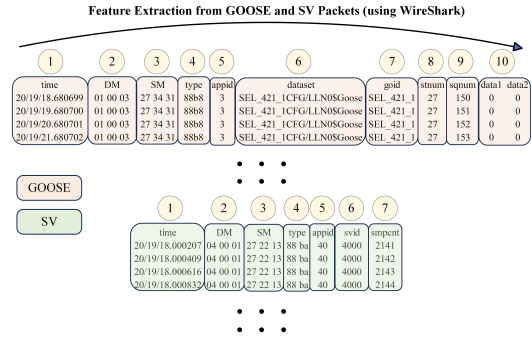 Feature Extraction from GOOSE and SV Packets (using WireShark)
1 2 3 4 5 6 7 8 9 10
time DM SM type appid dataset goid stnum sqnum data1 data2
20/19/18.680699 01 00 03 27 34 31 88b8 3 SEL_421_1CFG/LLN0$Goose SEL_421_1 27 150 0 0
20/19/19.680700 01 00 03 27 34 31 88b8 3 SEL_421_1CFG/LLN0$Goose SEL_421_1 27 151 0 0
20/19/20.680701 01 00 03 27 34 31 88b8 3 SEL_421_1CFG/LLN0$Goose SEL_421_1 27 152 0 0
20/19/21.680702 01 00 03 27 34 31 88b8 3 SEL_421_1CFG/LLN0$Goose SEL_421_1 27 153 0 0
GOOSE
SV
1 2 3 4 5 6 7
time DM SM type appid svid smpcnt
20/19/18.000207 04 00 01 27 22 13 88 ba 40 4000 2141
20/19/18.000409 04 00 01 27 22 13 88 ba 40 4000 2142
20/19/18.000616 04 00 01 27 22 13 88 ba 40 4000 2143
20/19/18.000832 04 00 01 27 22 13 88 ba 40 4000 2144